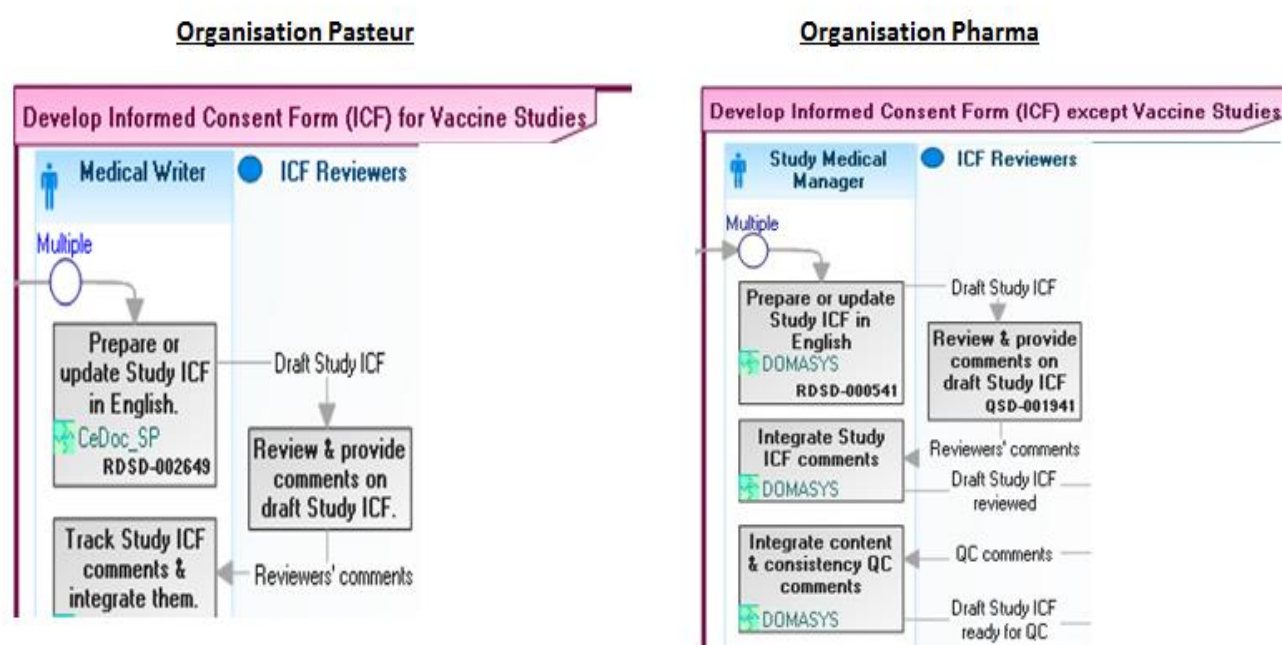 Organisation Pasteur
Develop Informed Consent Form (ICF) for Vaccine Studies
Medical Writer
ICF Reviewers
Multiple
Prepare or
update Study ICF
in English.
CeDoc_SP
RDSD-002649
Draft Study ICF
Review & provide
comments on
draft Study ICF.
Track Study ICF
comments &
integrate them.
Reviewers' comments
Organisation Pharma
Develop Informed Consent Form (ICF) except Vaccine Studies
Study Medical
Manager
ICF Reviewers
Multiple
Prepare or update
Study ICF in
English
DOMASYS
RDSD-000541
Draft Study ICF
Review & provide
comments on
draft Study ICF
QSD-001941
Reviewers' comments
Integrate Study
ICF comments
DOMASYS
Draft Study ICF
reviewed
Integrate content
& consistency QC
comments
DOMASYS
QC comments
Draft Study ICF
ready for QC